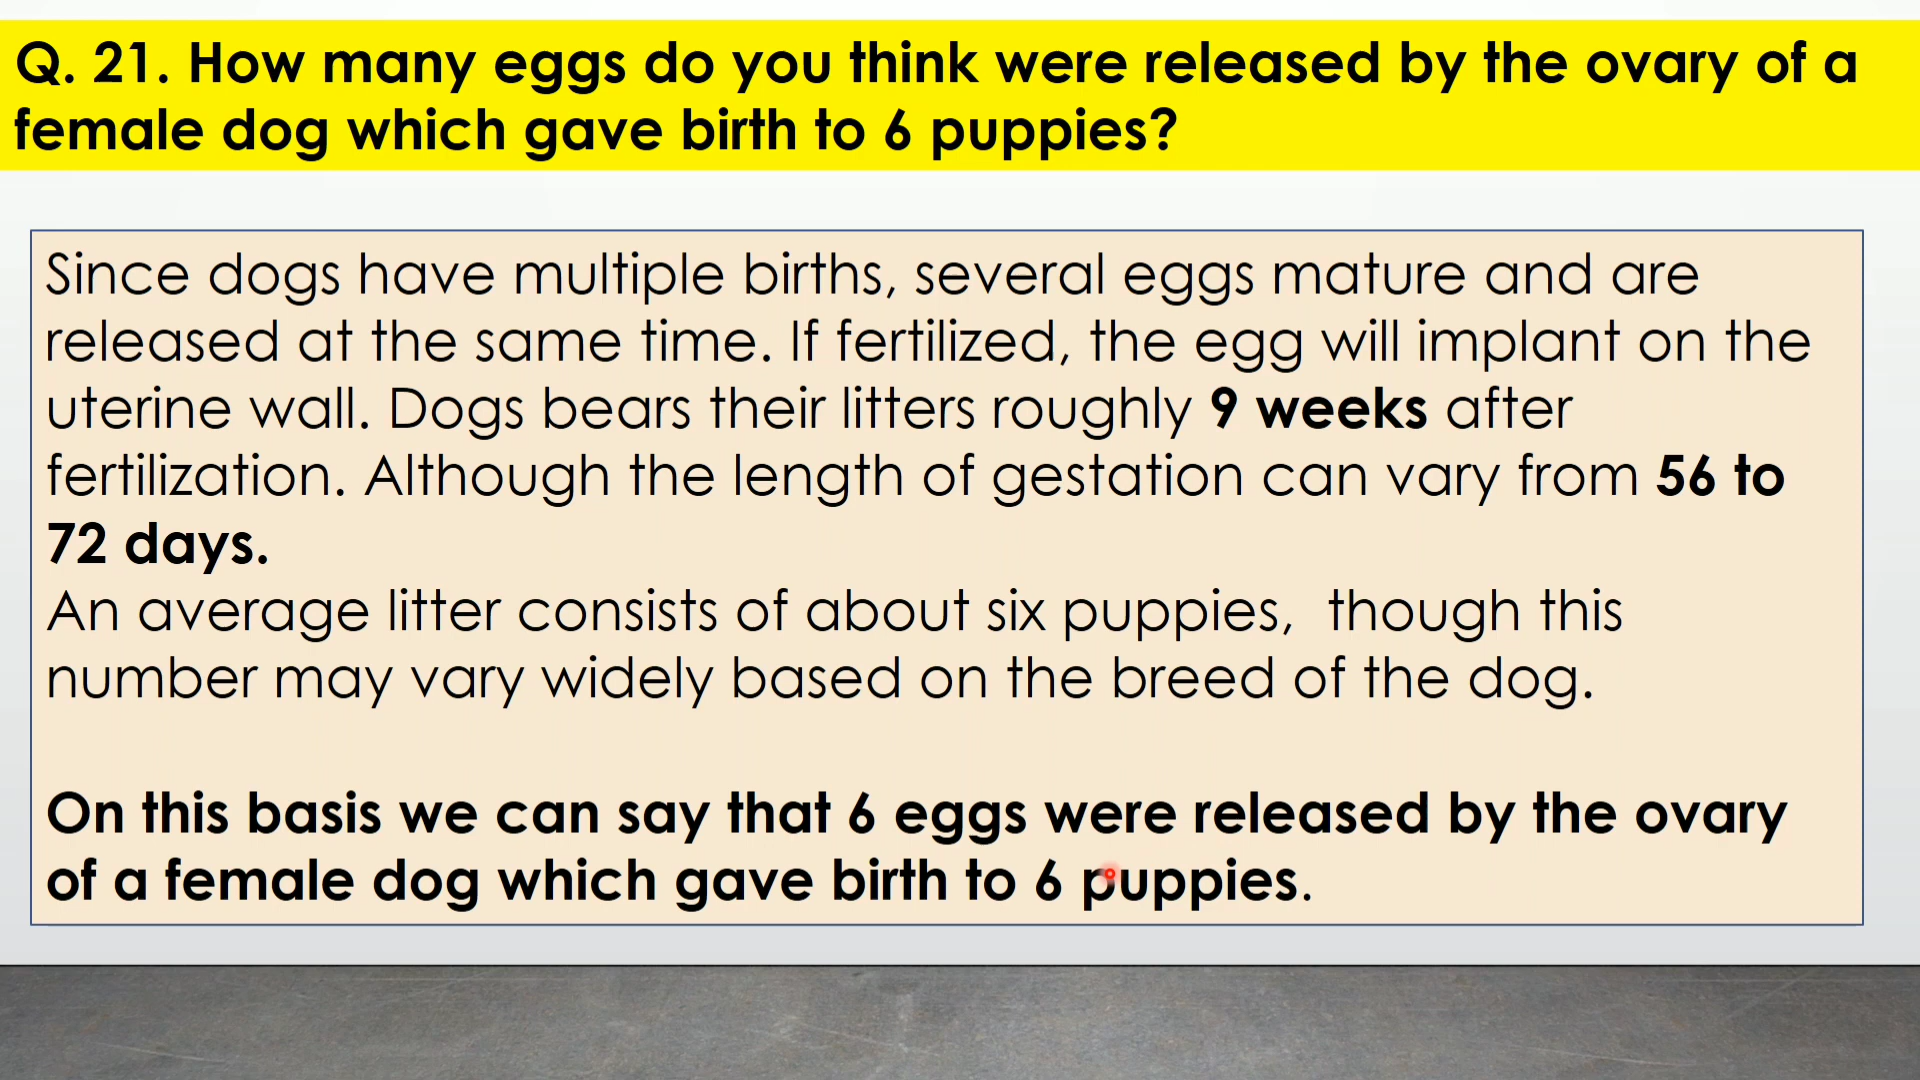 Q. 21. How many eggs do you think were released by the ovary of a
female dog which gave birth to 6 puppies?
Since dogs have multiple births, several eggs mature and are
released at the same time. If fertilized, the egg will implant on the
uterine wall. Dogs bears their litters roughly 9 weeks after
fertilization. Although the length of gestation can vary from 56 to
72 days.
An average litter consists of about six puppies,  though this
number may vary widely based on the breed of the dog.
On this basis we can say that 6 eggs were released by the ovary
of a female dog which gave birth to 6 puppies.